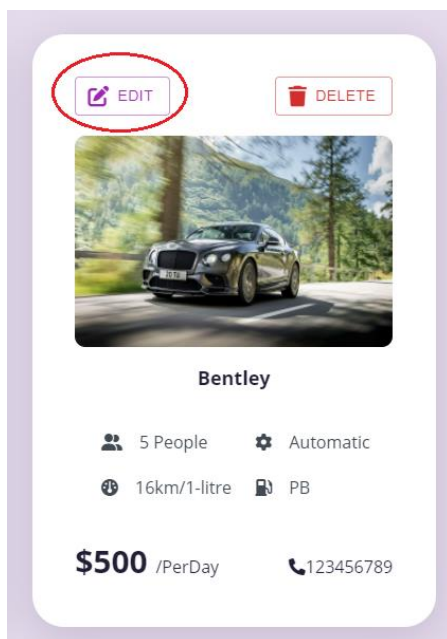 EDIT
DELETE
Bentley
5 People
Automatic
16km/1-litre
PB
$500 /PerDay
123456789